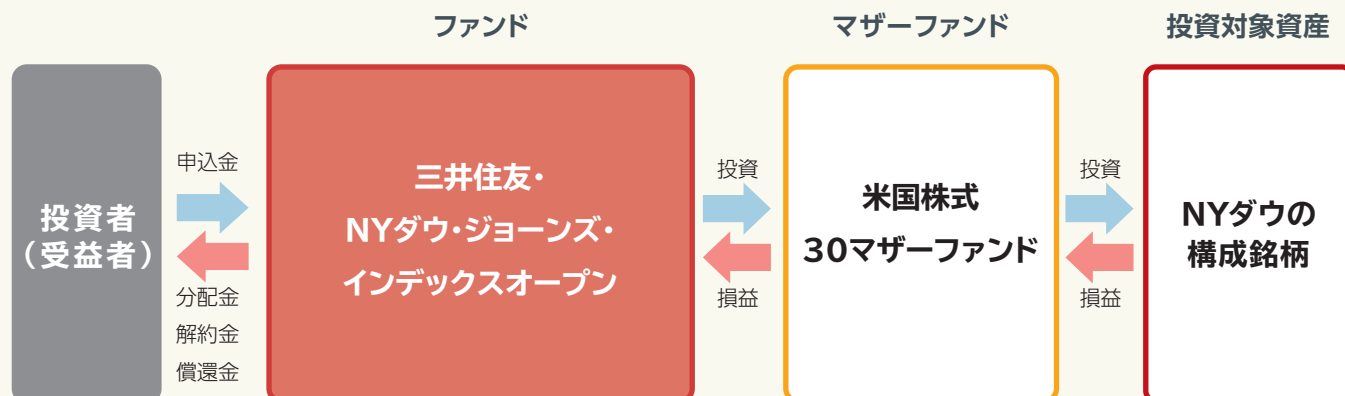 ファンド
マザーファンド
投資対象資産
投資者
（受益者）
申込金
分配金
解約金
償還金
三井住友・
NYダウ・ジョーンズ・
インデックスオープン
投資
損益
米国株式
30マザーファンド
投資
損益
NYダウの
構成銘柄